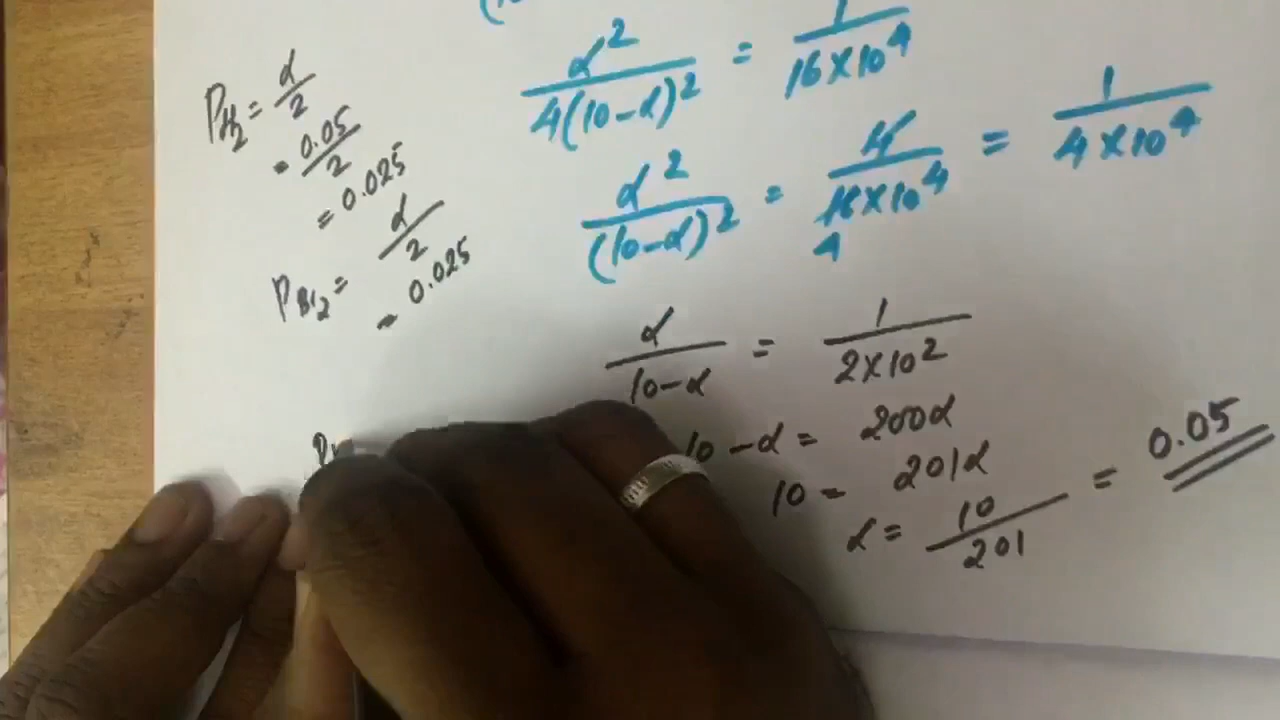 P_H₂ = α/2
= 0.05/2
= 0.025
P_Br₂ = α/2
= 0.025
α²/4(10-α)² = 1/16×10⁴
α²/(10-α)² = 4/16×10⁴ = 1/4×10⁴
4
α/10-α = 1/2×10²
10-α = 200α
10 = 201α
α = 10/201 = 0.05